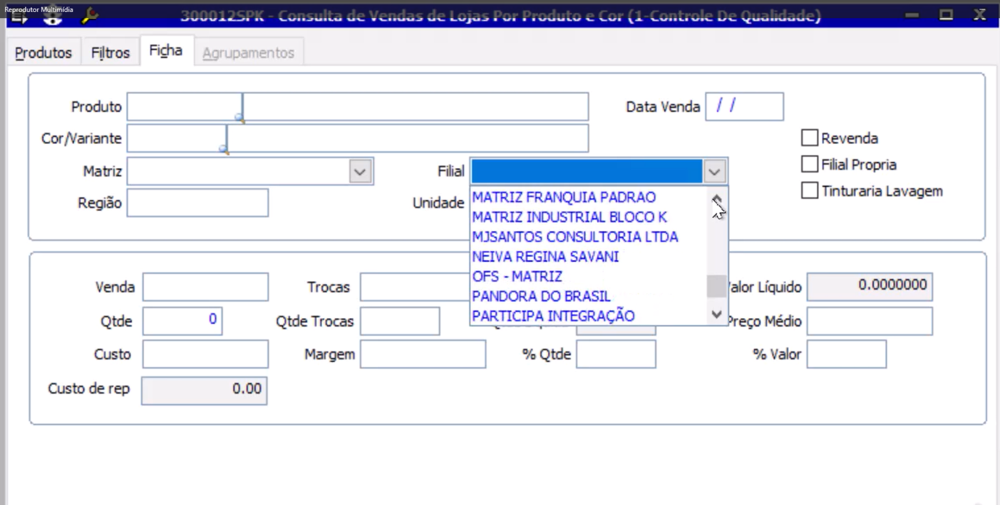 Reprodutor Multimídia
300012SPK - Consulta de Vendas de Lojas Por Produto e Cor (1-Controle De Qualidade)
Produtos Filtros Ficha Agrupamentos
Produto Data Venda / /
Cor/Variante Revenda
Matriz Filial Filial Propria
Região Unidade Tinturaria Lavagem
MATRIZ FRANQUIA PADRAO
MATRIZ INDUSTRIAL BLOCO K
MJSANTOS CONSULTORIA LTDA
NEIVA REGINA SAVANI
OFS - MATRIZ
PANDORA DO BRASIL
PARTICIPA INTEGRAÇÃO
Venda Trocas alor Líquido 0.0000000
Qtde 0 Qtde Trocas Preço Médio
Custo Margem % Qtde % Valor
Custo de rep 0.00